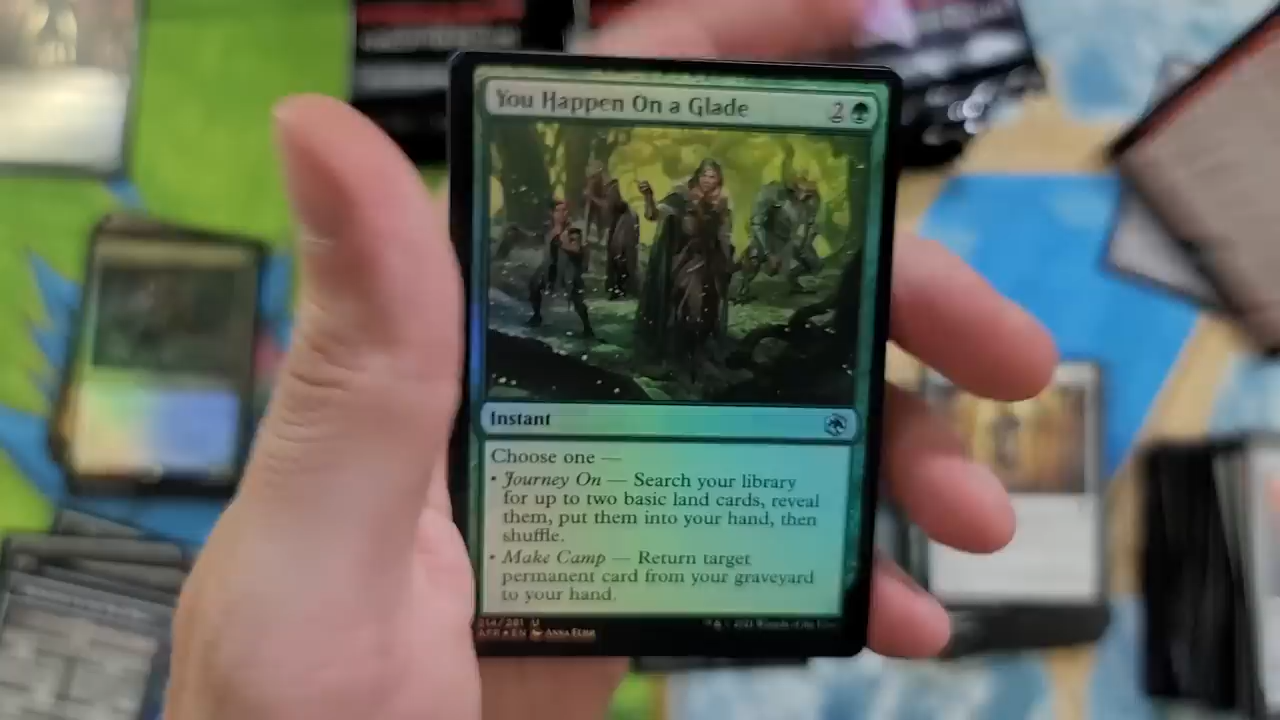 You Happen On a Glade 2
Instant
Choose one —
• Journey On — Search your library
for up to two basic land cards, reveal
them, put them into your hand, then
shuffle.
• Make Camp — Return target
permanent card from your graveyard
to your hand.
U
AFR • EN